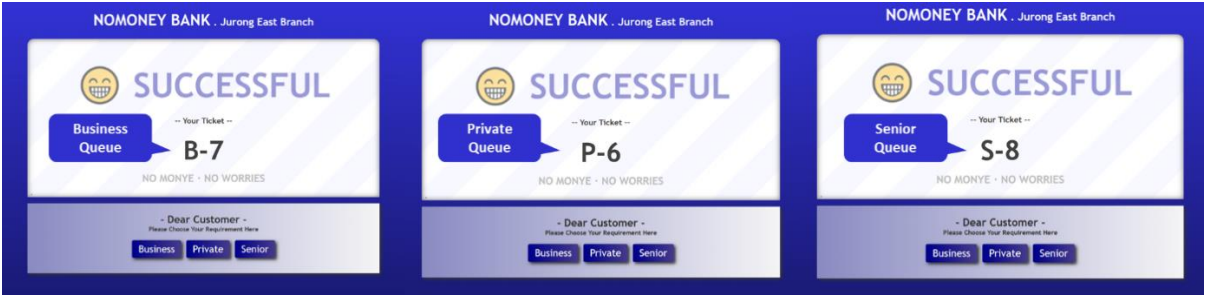 NOMONEY BANK . Jurong East Branch
SUCCESSFUL
-- Your Ticket --
Business
Queue
B-7
NO MONYE - NO WORRIES
- Dear Customer -
Please Choose Your Requirement Here
Business Private Senior
NOMONEY BANK . Jurong East Branch
SUCCESSFUL
-- Your Ticket --
Private
Queue
P-6
NO MONYE - NO WORRIES
- Dear Customer -
Please Choose Your Requirement Here
Business Private Senior
NOMONEY BANK . Jurong East Branch
SUCCESSFUL
-- Your Ticket --
Senior
Queue
S-8
NO MONYE - NO WORRIES
- Dear Customer -
Please Choose Your Requirement Here
Business Private Senior